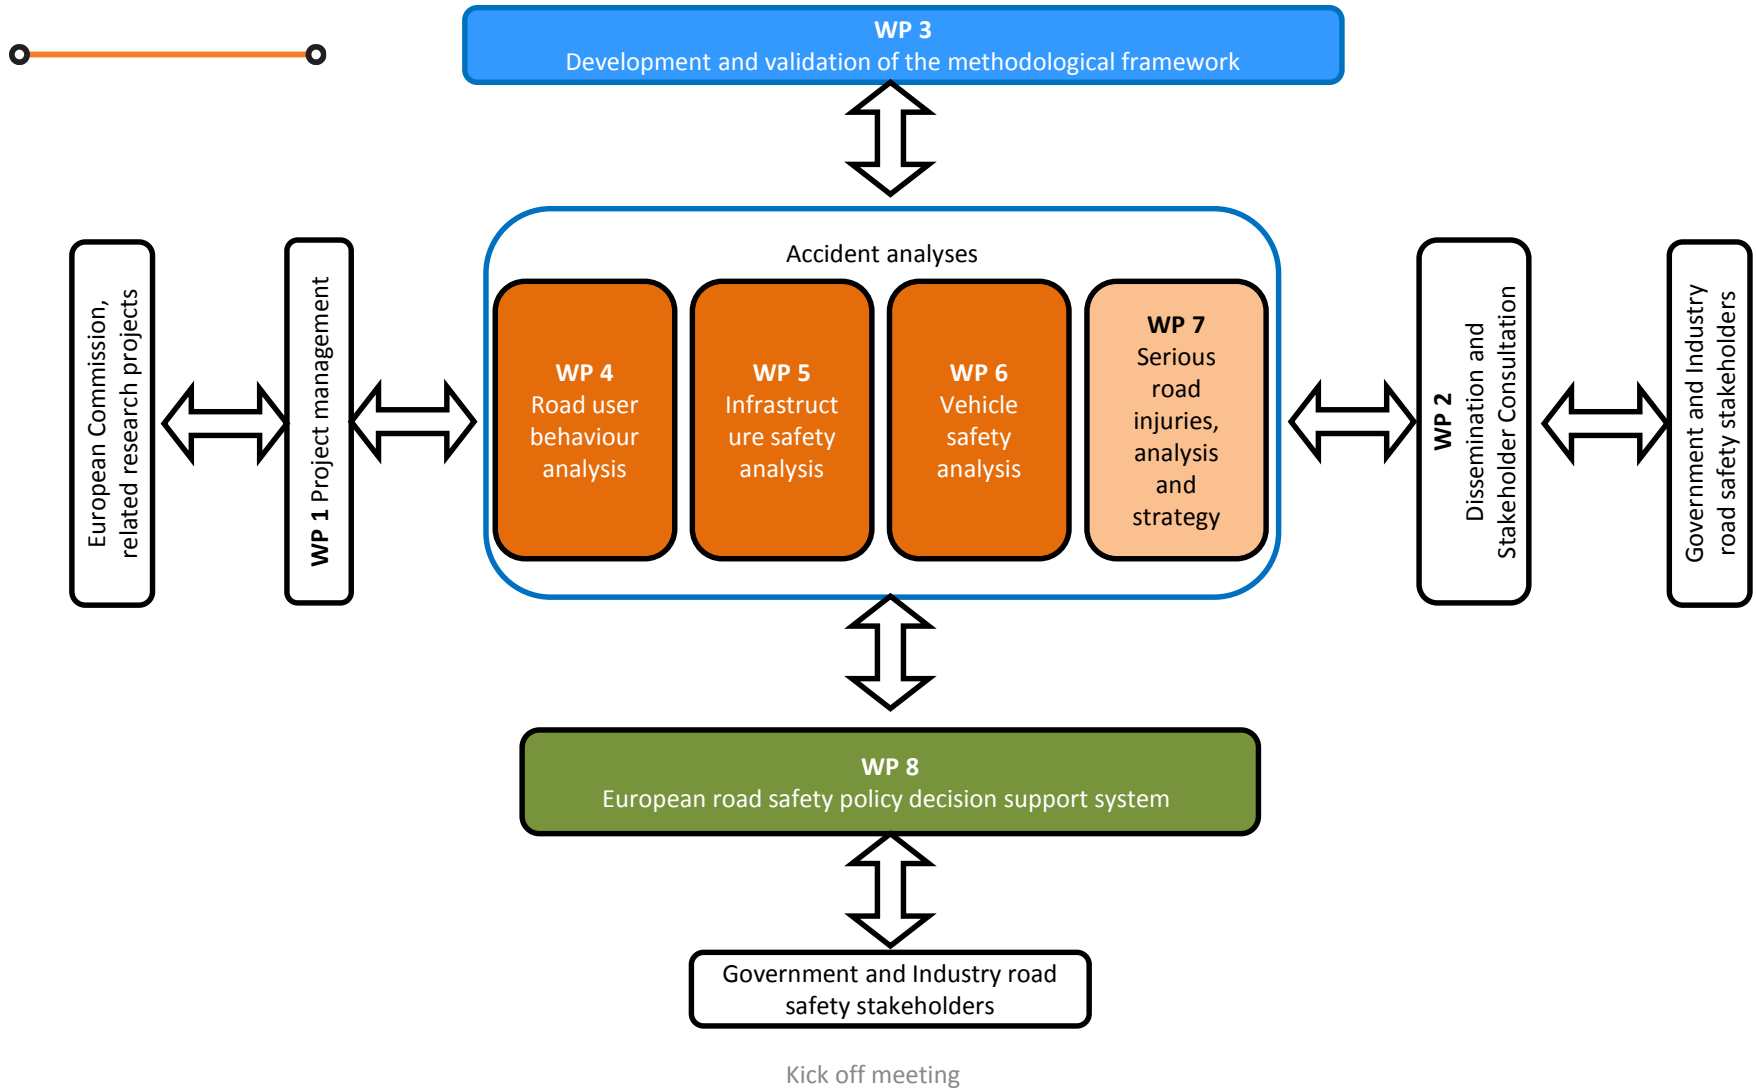 WP 3
Development and validation of the methodological framework
European Commission,
related research projects
WP 1 Project management
Accident analyses
WP 4
Road user
behaviour
analysis
WP 5
Infrastruct
ure safety
analysis
WP 6
Vehicle
safety
analysis
WP 7
Serious
road
injuries,
analysis
and
strategy
WP 2
Dissemination and
Stakeholder Consultation
Government and Industry
road safety stakeholders
WP 8
European road safety policy decision support system
Government and Industry road
safety stakeholders
Kick off meeting